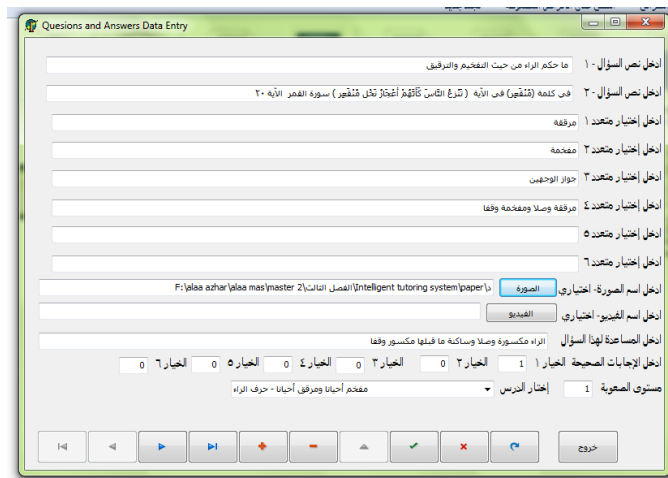 Quesions and Answers Data Entry
ادخل نص السؤال - ١ ما حكم الراء من حيث التفخيم والترقيق
ادخل نص السؤال - ٢ في كلمة (مُنْقَعِرٍ) في الآية ( تَنْزِعُ النَّاسَ كَأَنَّهُمْ أَعْجَازُ نَخْلٍ مُنْقَعِرٍ ) سورة القمر الآية ٢٠
ادخل إختيار متعدد ١ مرققة
ادخل إختيار متعدد ٢ مفخمة
ادخل إختيار متعدد ٣ جواز الوجهين
ادخل إختيار متعدد ٤ مرققة وصلا ومفخمة وقفا
ادخل إختيار متعدد ٥
ادخل إختيار متعدد ٦
ادخل اسم الصورة- اختياري الصورة F:\alaa azhar\alaa mas\master 2\الفصل الثالث\Intelligent tutoring system\paper\د
ادخل اسم الفيديو- اختياري الفيديو
ادخل المساعدة لهذا السؤال الراء مكسورة وصلا وساكنة ما قبلها مكسور وقفا
ادخل الإجابات الصحيحة الخيار ١ 1 الخيار ٢ 0 الخيار ٣ 0 الخيار ٤ 0 الخيار ٥ 0 الخيار ٦ 0
مستوى الصعوبة 1 إختار الدرس مفخم أحيانا ومرقق أحيانا - حرف الراء
خروج